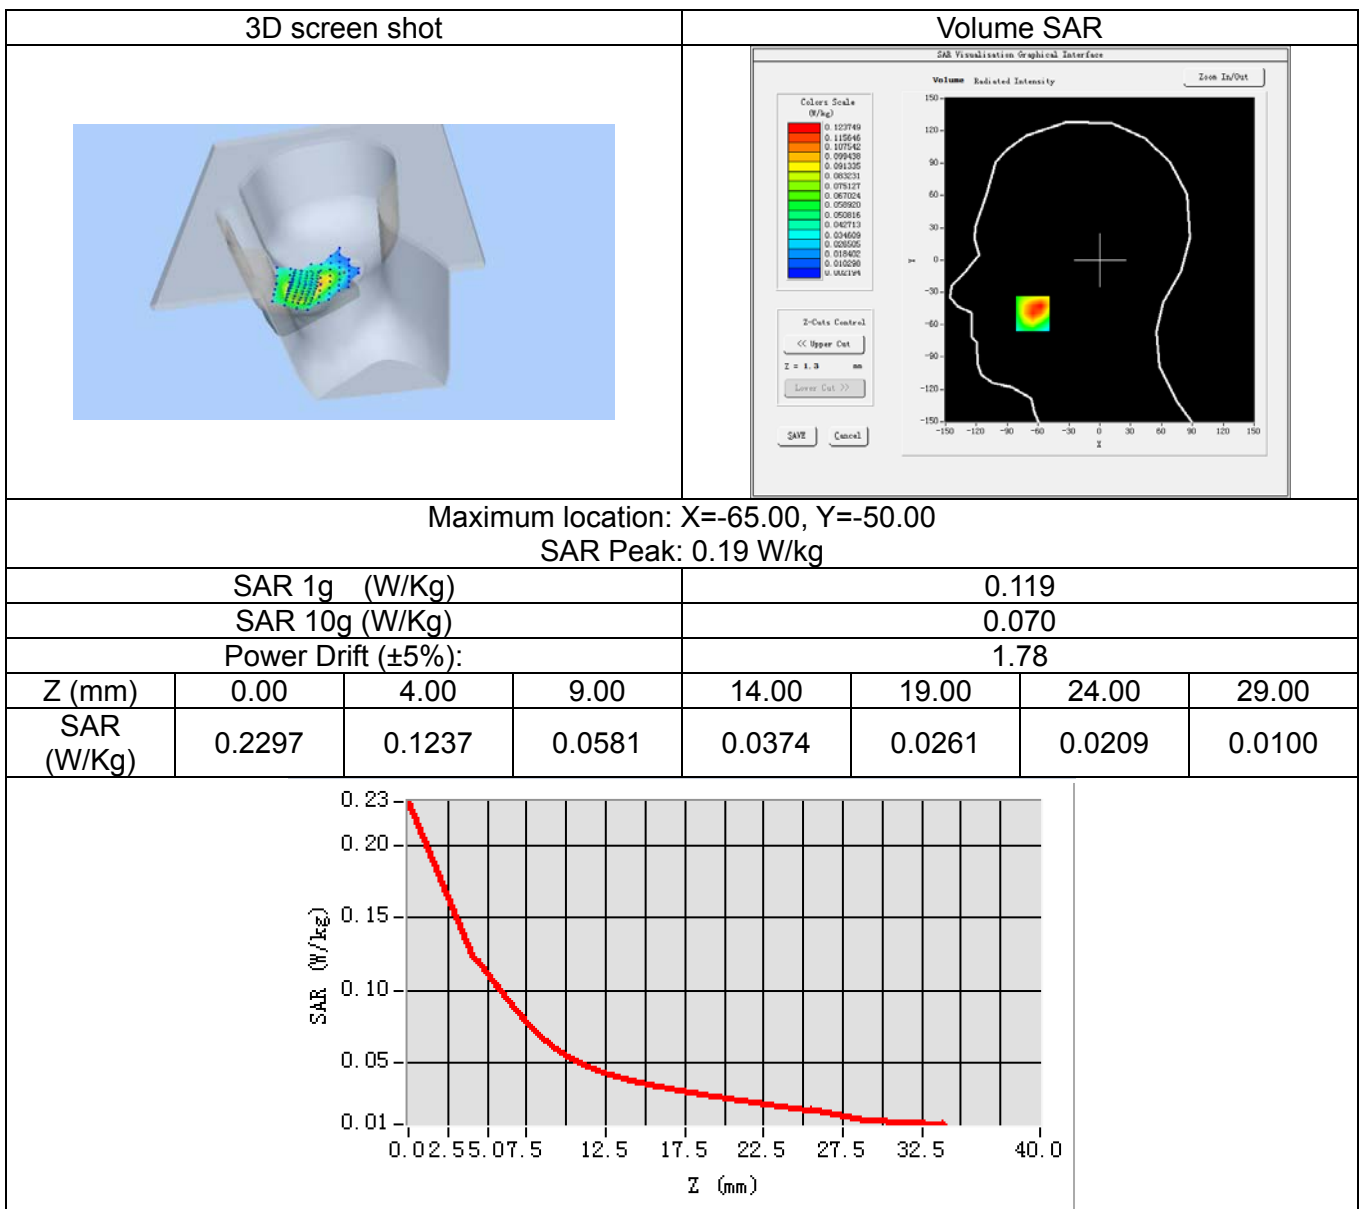 3D screen shot
Volume SAR
SAR Visualisation Graphical Interface
Volume Radiated Intensity
Zoom In/Out
Colors Scale
(W/kg)
0.123749
0.115646
0.107542
0.099438
0.091335
0.083231
0.075127
0.067024
0.058920
0.050816
0.042713
0.034609
0.026505
0.018402
0.010298
0.002194
Z-Cuts Control
<< Upper Cut
Z = 1.3 mm
Lower Cut >>
SAVE Cancel
150
120
90
60
30
0
-30
-60
-90
-120
-150
Y
-150 -120 -90 -60 -30 0 30 60 90 120 150
X
Maximum location: X=-65.00, Y=-50.00
SAR Peak: 0.19 W/kg
SAR 1g (W/Kg) 0.119
SAR 10g (W/Kg) 0.070
Power Drift (±5%): 1.78
Z (mm) 0.00 4.00 9.00 14.00 19.00 24.00 29.00
SAR
(W/Kg) 0.2297 0.1237 0.0581 0.0374 0.0261 0.0209 0.0100
0.23
0.20
0.15
0.10
0.05
0.01
SAR (W/kg)
0.0 2.5 5.0 7.5 12.5 17.5 22.5 27.5 32.5 40.0
Z (mm)